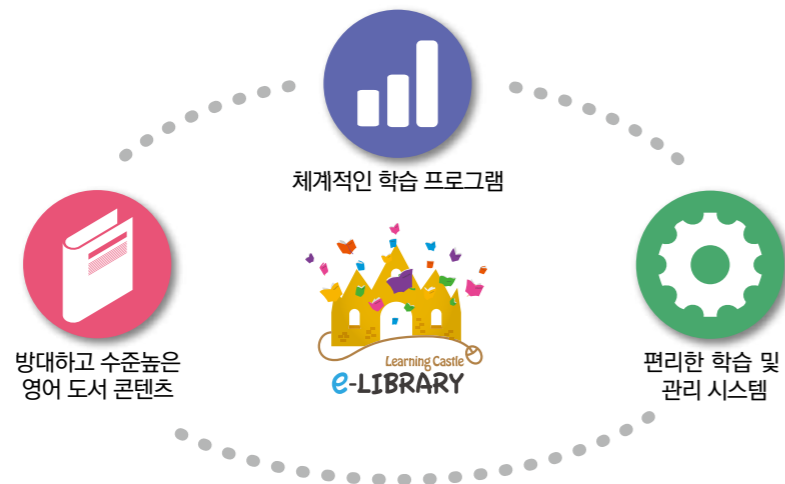 체계적인 학습 프로그램
방대하고 수준높은
영어 도서 콘텐츠
Learning Castle
e-LIBRARY
편리한 학습 및
관리 시스템